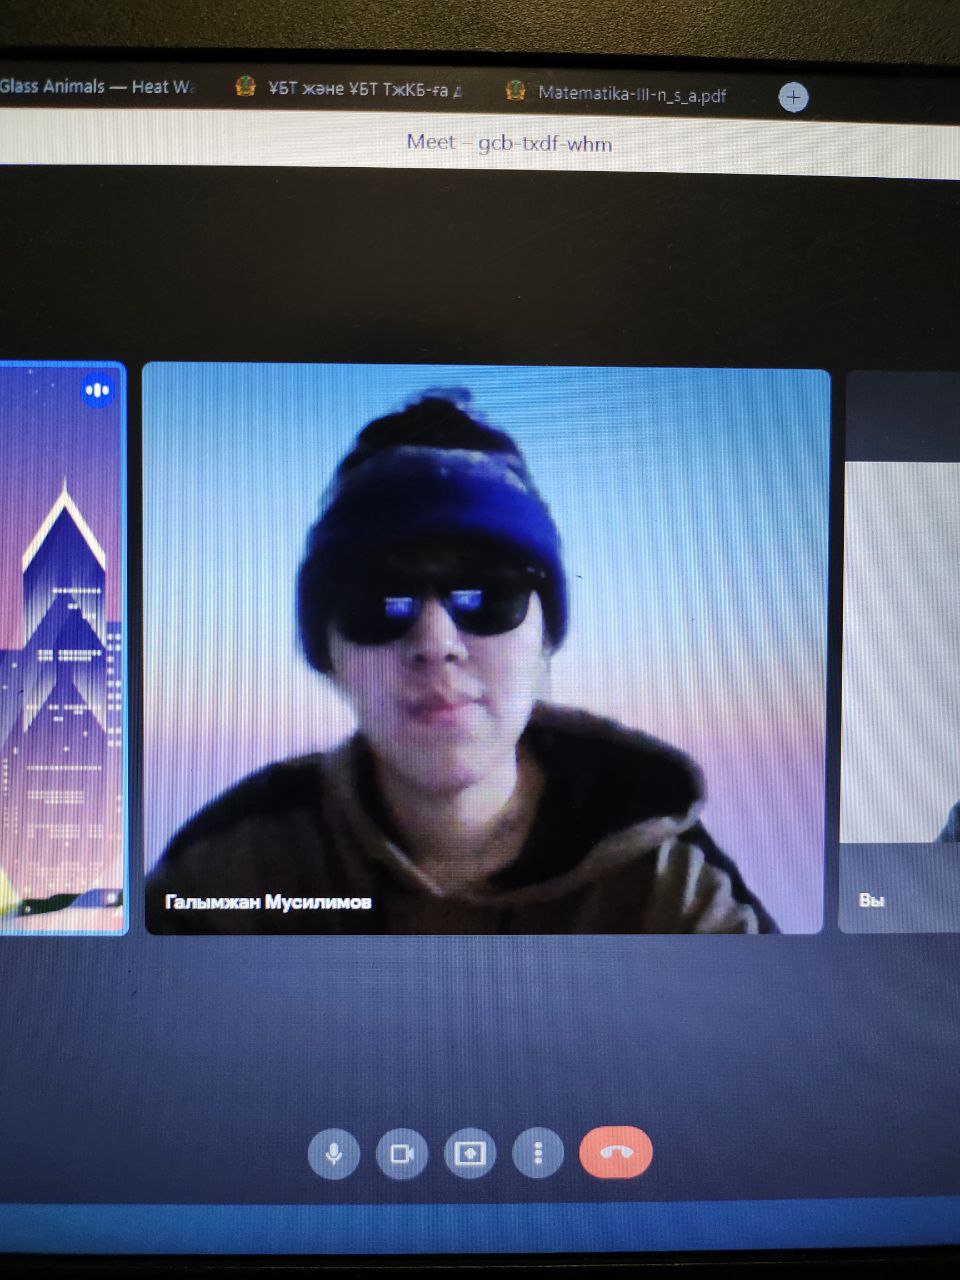 Glass Animals — Heat Wa
ҰБТ және ҰБТ ТжКБ-ға д
Matematika-III-n_s_a.pdf
Meet – gcb-txdf-whm
Галымжан Мусилимов
Вы